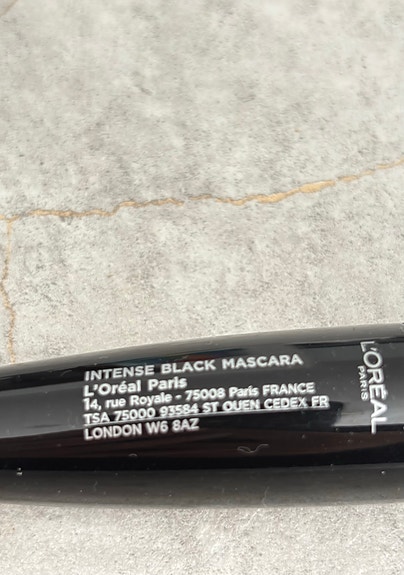 INTENSE BLACK MASCARA
L'Oréal Paris
14, rue Royale - 75008 Paris FRANCE
TSA 75000 93584 ST OUEN CEDEX FR
LONDON W6 8AZ
L'ORÉAL
PARIS